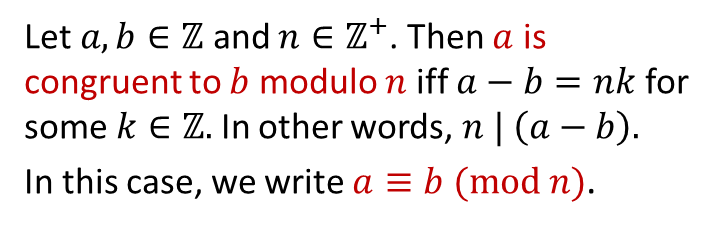 Let 𝑎, 𝑏 ∈ ℤ and 𝑛 ∈ ℤ⁺. Then 𝑎 is
congruent to 𝑏 modulo 𝑛 iff 𝑎 − 𝑏 = 𝑛𝑘 for
some 𝑘 ∈ ℤ. In other words, 𝑛 | (𝑎 − 𝑏).
In this case, we write 𝑎 ≡ 𝑏 (mod 𝑛).